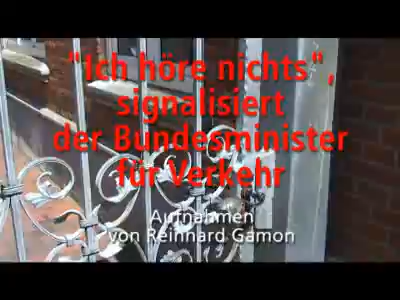 "Ich höre nichts",
signalisiert
der Bundesminister
für Verkehr
Aufnahmen
von Reinhard Gamon